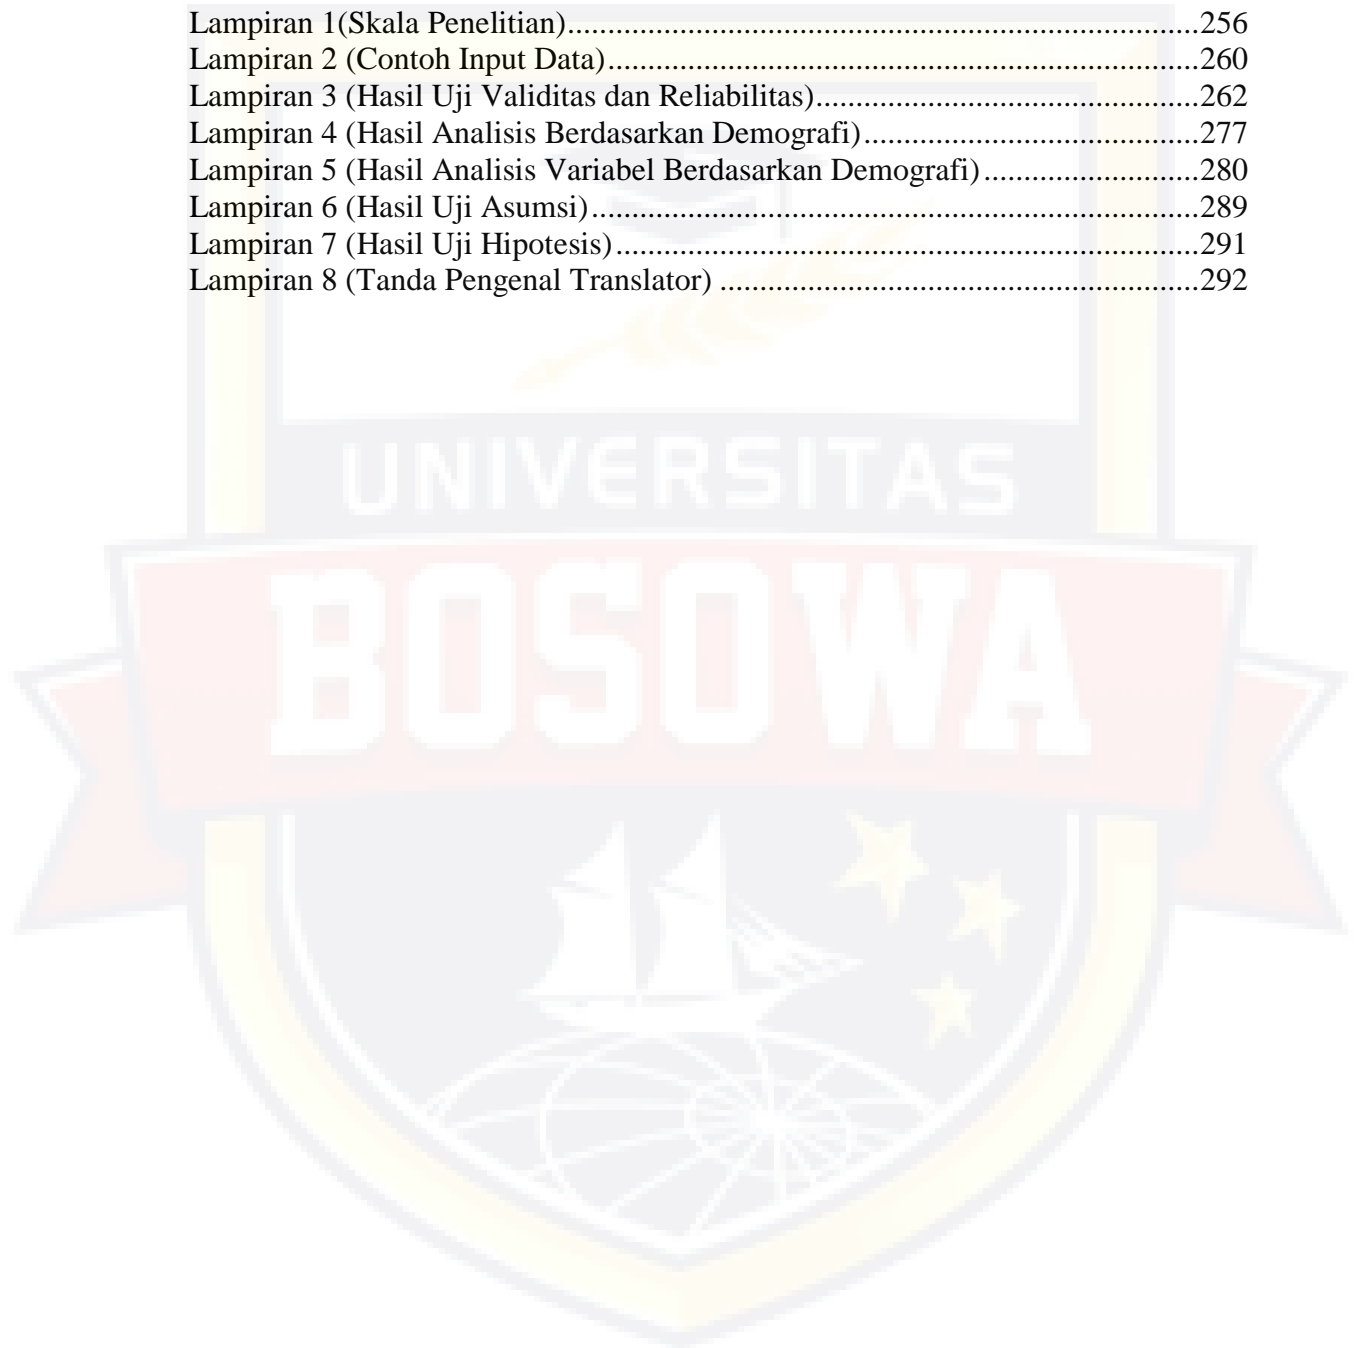 Lampiran 1(Skala Penelitian)...............................................................................256
Lampiran 2 (Contoh Input Data)..........................................................................260
Lampiran 3 (Hasil Uji Validitas dan Reliabilitas)................................................262
Lampiran 4 (Hasil Analisis Berdasarkan Demografi)..........................................277
Lampiran 5 (Hasil Analisis Variabel Berdasarkan Demografi)...........................280
Lampiran 6 (Hasil Uji Asumsi)............................................................................289
Lampiran 7 (Hasil Uji Hipotesis).........................................................................291
Lampiran 8 (Tanda Pengenal Translator) ............................................................292
UNIVERSITAS
BOSOWA